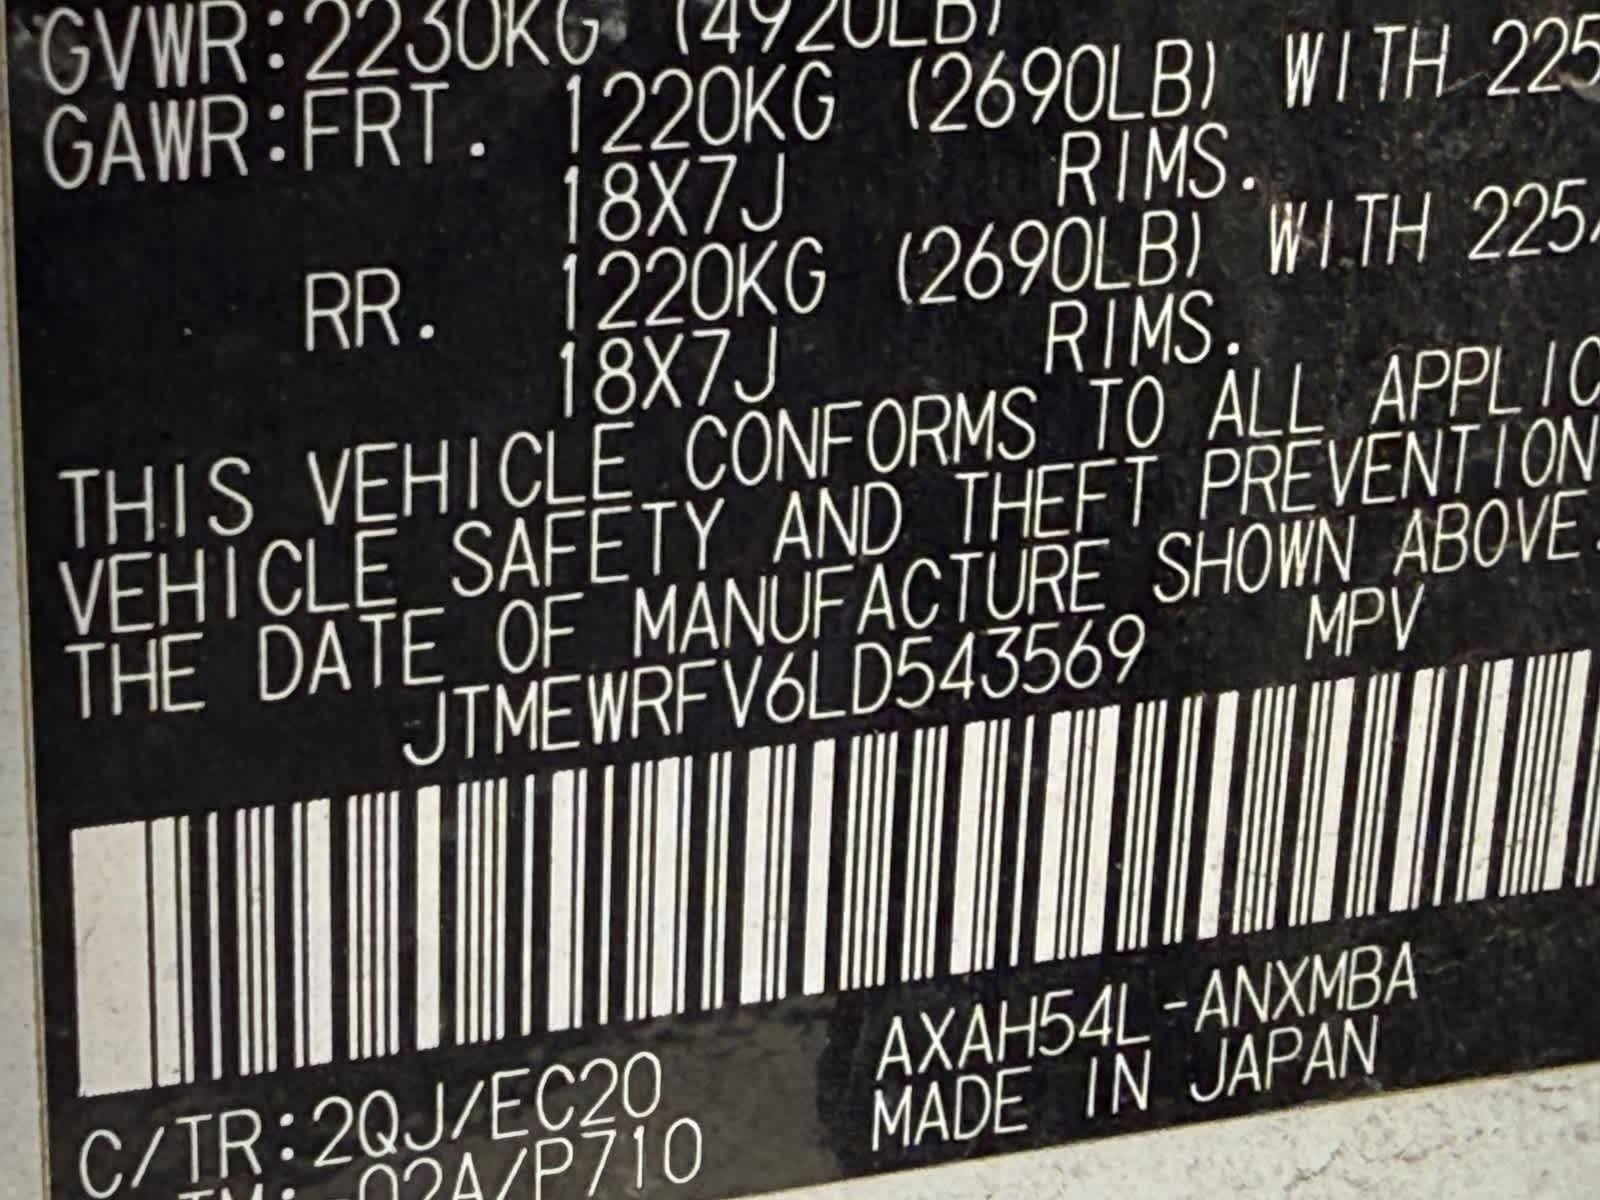 GVWR:2230KG (4920LB)
GAWR:FRT. 1220KG (2690LB) WITH 225
18X7J RIMS.
RR. 1220KG (2690LB) WITH 225/
18X7J RIMS.
THIS VEHICLE CONFORMS TO ALL APPLIC
VEHICLE SAFETY AND THEFT PREVENTION
THE DATE OF MANUFACTURE SHOWN ABOVE.
JTMEWRFV6LD543569 MPV
C/TR:2QJ/EC20 AXAH54L-ANXMBA
-02A/P710 MADE IN JAPAN